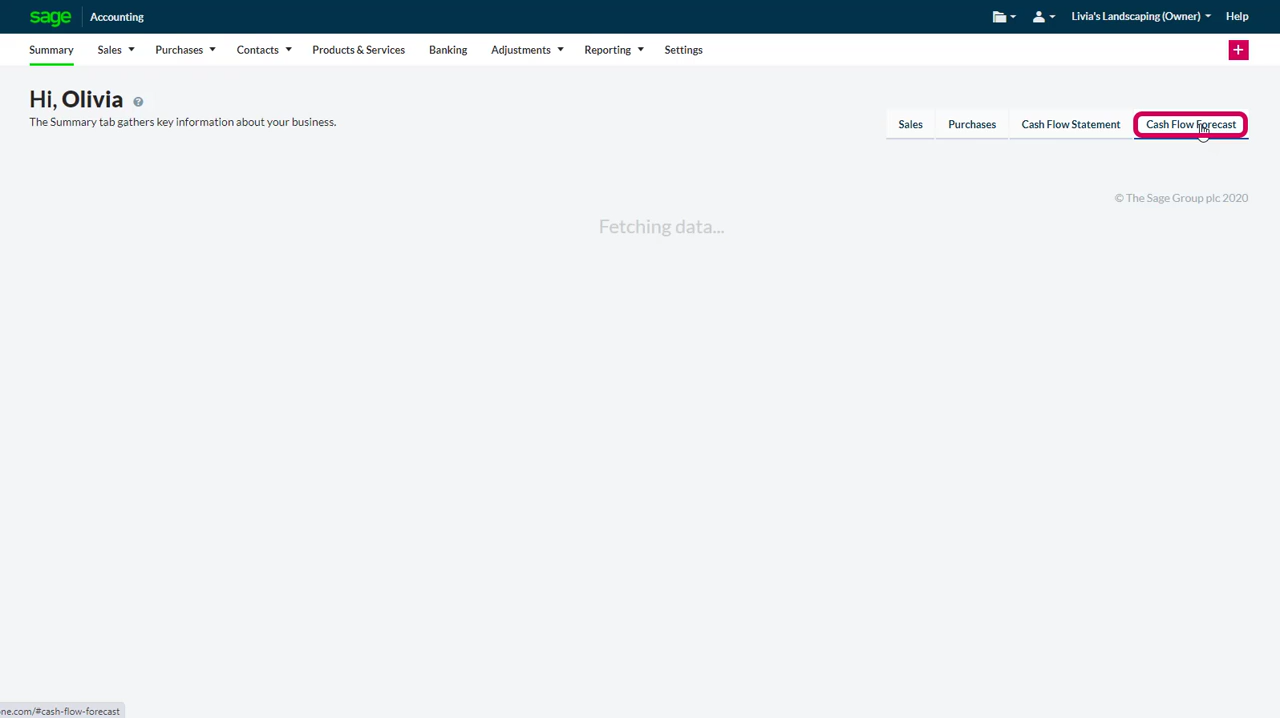 sage Accounting Livia's Landscaping (Owner) Help
Summary Sales Purchases Contacts Products & Services Banking Adjustments Reporting Settings +
Hi, Olivia ?
The Summary tab gathers key information about your business.
Sales Purchases Cash Flow Statement Cash Flow Forecast
© The Sage Group plc 2020
Fetching data...
ne.com/#cash-flow-forecast